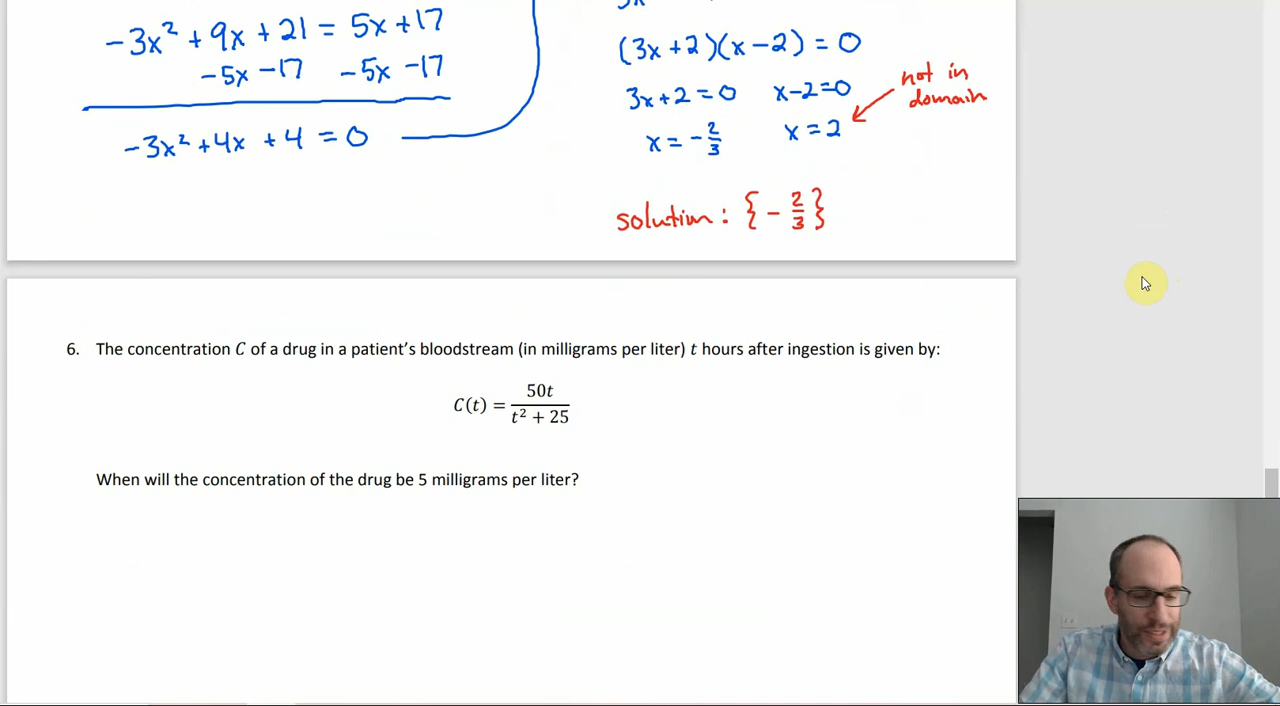 -3x² + 9x + 21 = 5x + 17
-5x - 17 -5x - 17
-3x² + 4x + 4 = 0
(3x + 2)(x - 2) = 0
3x + 2 = 0 x - 2 = 0
x = -2/3 x = 2
not in
domain
solution: {-2/3}
6. The concentration C of a drug in a patient's bloodstream (in milligrams per liter) t hours after ingestion is given by:
C(t) = 50t / t² + 25
When will the concentration of the drug be 5 milligrams per liter?